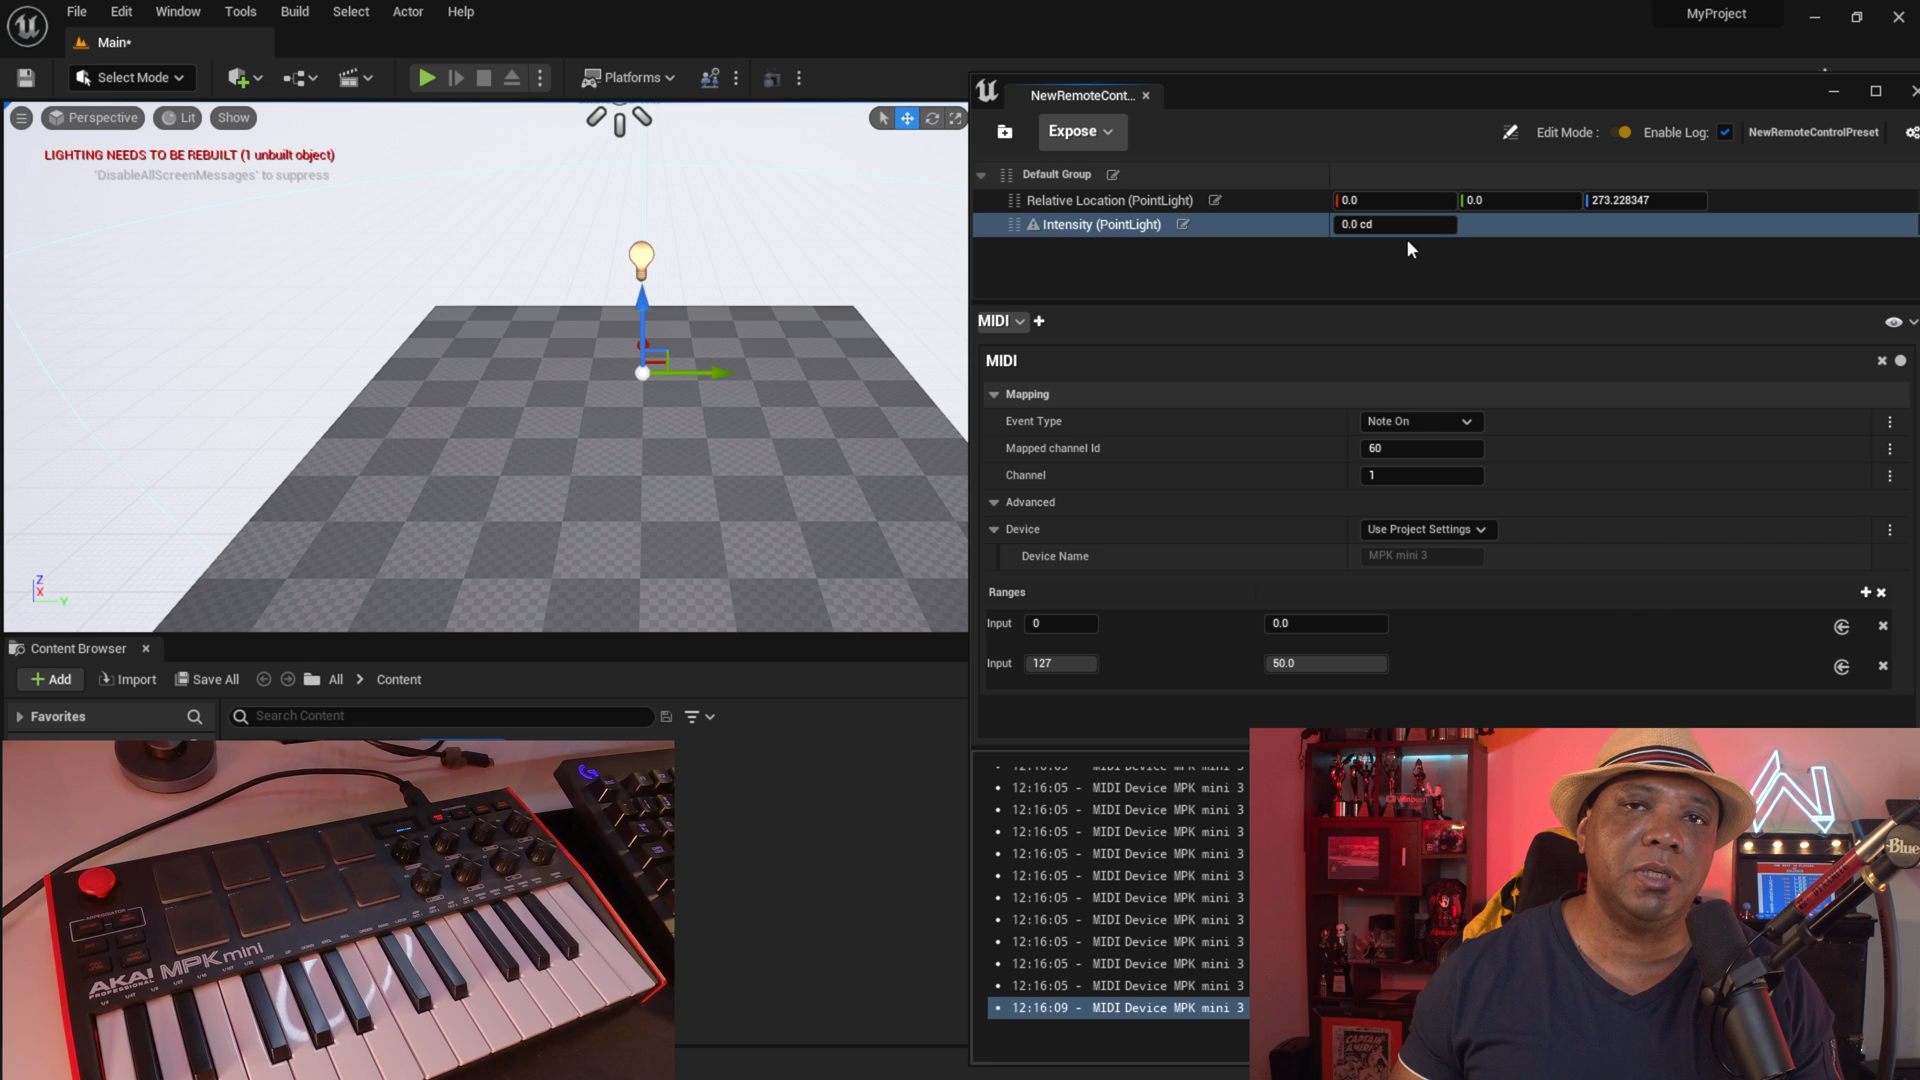 File Edit Window Tools Build Select Actor Help
MyProject
Main*
Select Mode
Platforms
NewRemoteCont...
Perspective Lit Show
Expose
Edit Mode : Enable Log: NewRemoteControlPreset
LIGHTING NEEDS TO BE REBUILT (1 unbuilt object)
'DisableAllScreenMessages' to suppress
Default Group
Relative Location (PointLight) 0.0 0.0 273.228347
Intensity (PointLight) 0.0 cd
MIDI
MIDI
Mapping
Event Type Note On
Mapped channel Id 60
Channel 1
Advanced
Device Use Project Settings
Device Name MPK mini 3
Ranges
Input 0 0.0
Input 127 50.0
Z
X
Y
Content Browser
Add Import Save All All Content
Favorites Search Content
12:16:05 - MIDI Device MPK mini 3
12:16:05 - MIDI Device MPK mini 3
12:16:05 - MIDI Device MPK mini 3
12:16:05 - MIDI Device MPK mini 3
12:16:05 - MIDI Device MPK mini 3
12:16:05 - MIDI Device MPK mini 3
12:16:05 - MIDI Device MPK mini 3
12:16:05 - MIDI Device MPK mini 3
12:16:05 - MIDI Device MPK mini 3
12:16:05 - MIDI Device MPK mini 3
12:16:05 - MIDI Device MPK mini 3
12:16:09 - MIDI Device MPK mini 3
AKAI
PROFESSIONAL
MPK mini
Blue
CAPTAIN
AMERICA